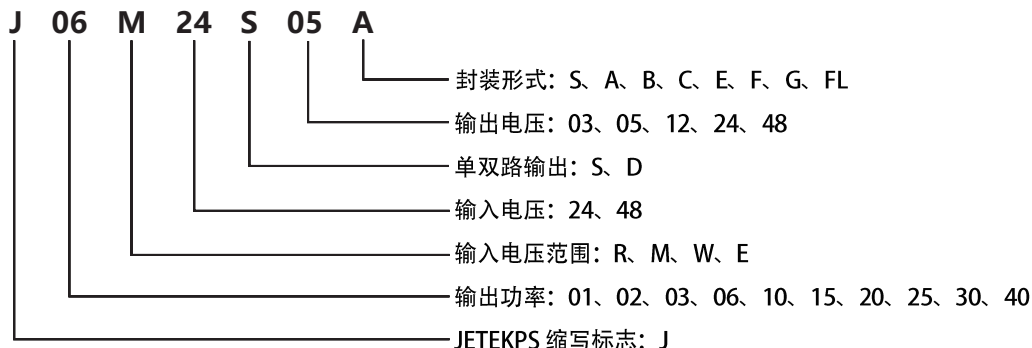 J 06 M 24 S 05 A
封装形式：S、A、B、C、E、F、G、FL
输出电压：03、05、12、24、48
单双路输出：S、D
输入电压：24、48
输入电压范围：R、M、W、E
输出功率：01、02、03、06、10、15、20、25、30、40
JETEKPS 缩写标志：J